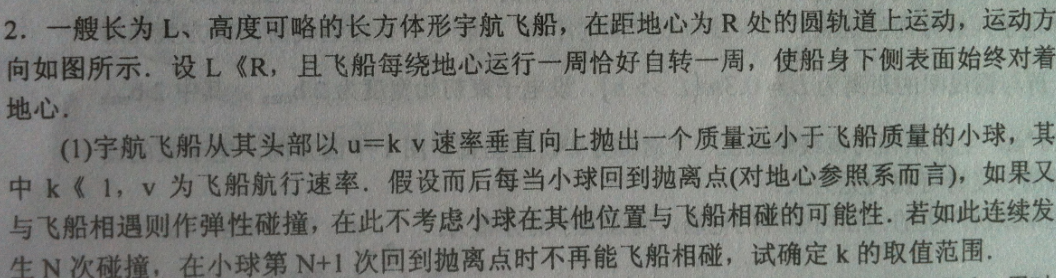 2. 一艘长为 L、高度可略的长方体形宇航飞船，在距地心为 R 处的圆轨道上运动，运动方
向如图所示．设 L《R，且飞船每绕地心运行一周恰好自转一周，使船身下侧表面始终对着
地心．
(1)宇航飞船从其头部以 u=k v 速率垂直向上抛出一个质量远小于飞船质量的小球，其
中 k《 1，v 为飞船航行速率．假设而后每当小球回到抛离点(对地心参照系而言)，如果又
与飞船相遇则作弹性碰撞，在此不考虑小球在其他位置与飞船相碰的可能性．若如此连续发
生 N 次碰撞，在小球第 N+1 次回到抛离点时不再能飞船相碰，试确定 k 的取值范围．